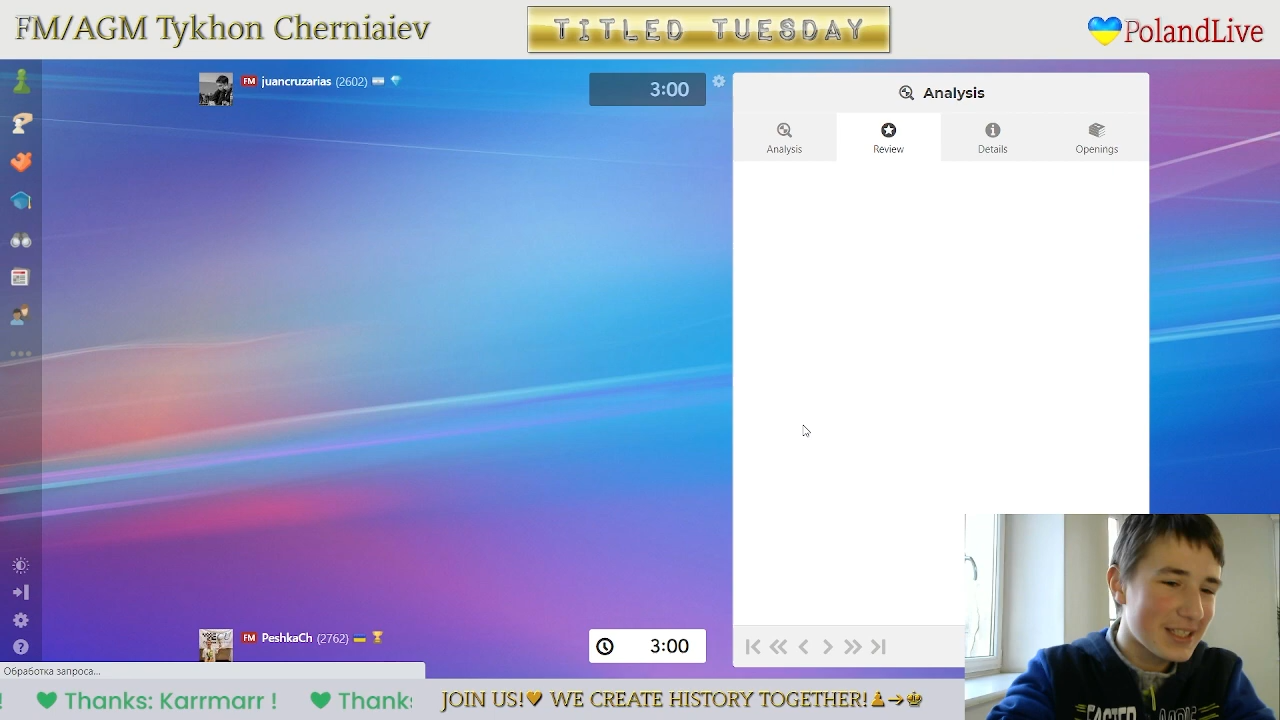 FM/AGM Tykhon Cherniaiev
TITLED TUESDAY
PolandLive
FM juancruzarias (2602)
3:00
Analysis
Analysis
Review
Details
Openings
FM PeshkaCh (2762)
3:00
Обработка запроса...
! Thanks: Karrmarr ! Thank
JOIN US! WE CREATE HISTORY TOGETHER!